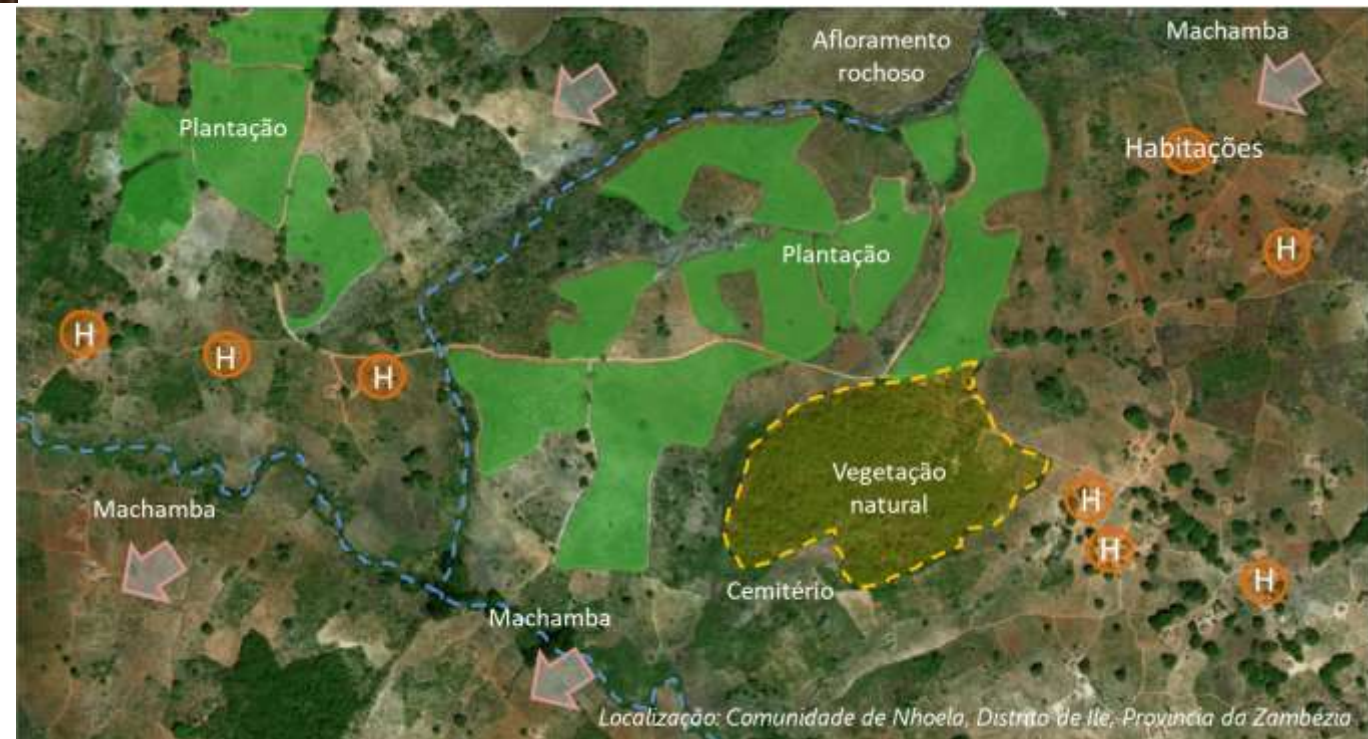 Machamba
Afloramento
rochoso
Plantação
Habitações
H
Plantação
H
H
H
Vegetação
natural
H
Machamba
H
H
Cemitério
Machamba
Localização: Comunidade de Nhoela, Distrito de Ile, Provincia da Zambézia